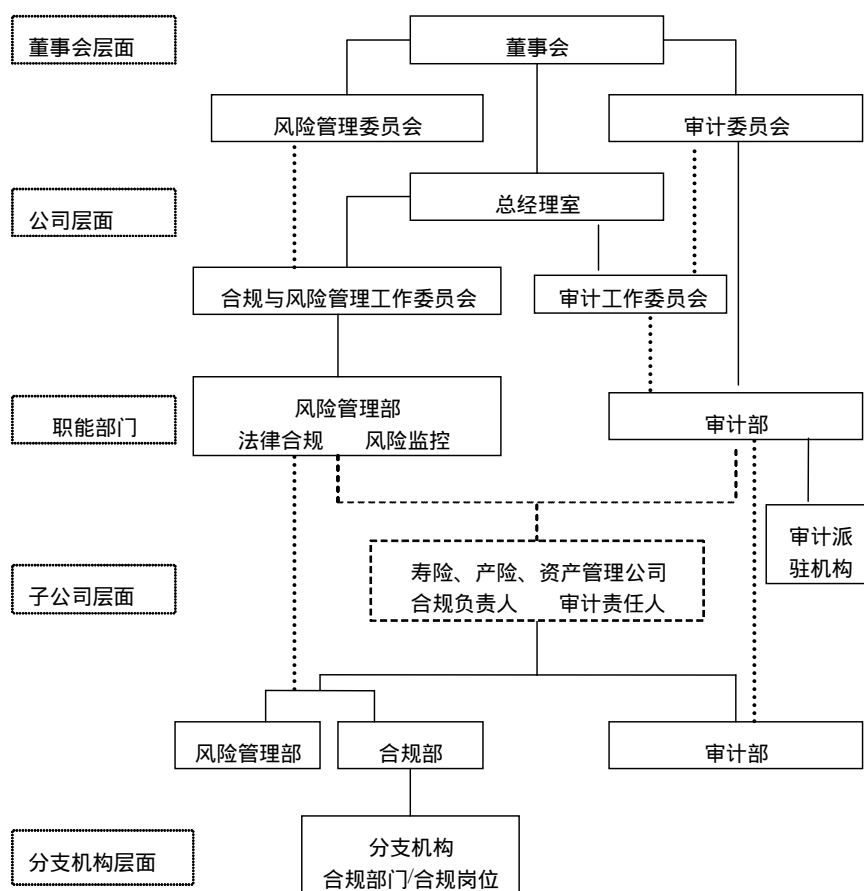 董事会层面
董事会
风险管理委员会
审计委员会
公司层面
总经理室
合规与风险管理工作委员会
审计工作委员会
职能部门
风险管理部
法律合规 风险监控
审计部
审计派
驻机构
子公司层面
寿险、产险、资产管理公司
合规负责人 审计责任人
风险管理部
合规部
审计部
分支机构层面
分支机构
合规部门/合规岗位